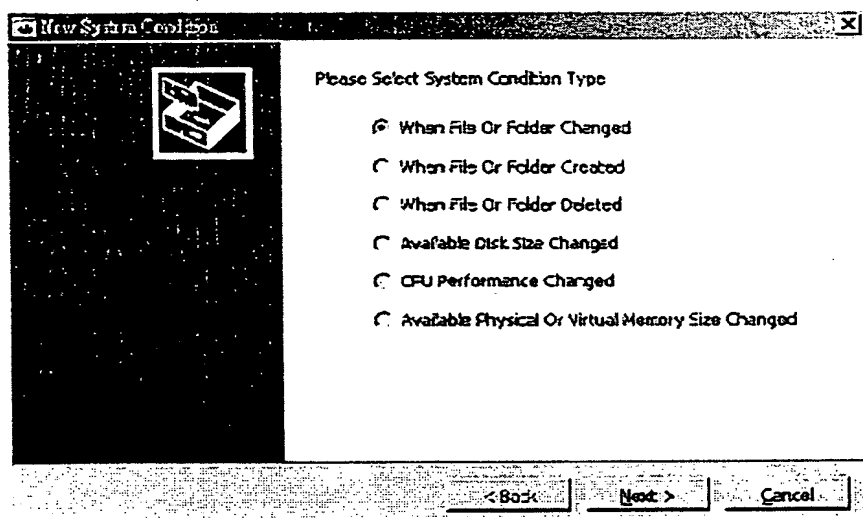 New System Condition
Please Select System Condition Type
When File Or Folder Changed
When File Or Folder Created
When File Or Folder Deleted
Available Disk Size Changed
CPU Performance Changed
Available Physical Or Virtual Memory Size Changed
< Back
Next >
Cancel